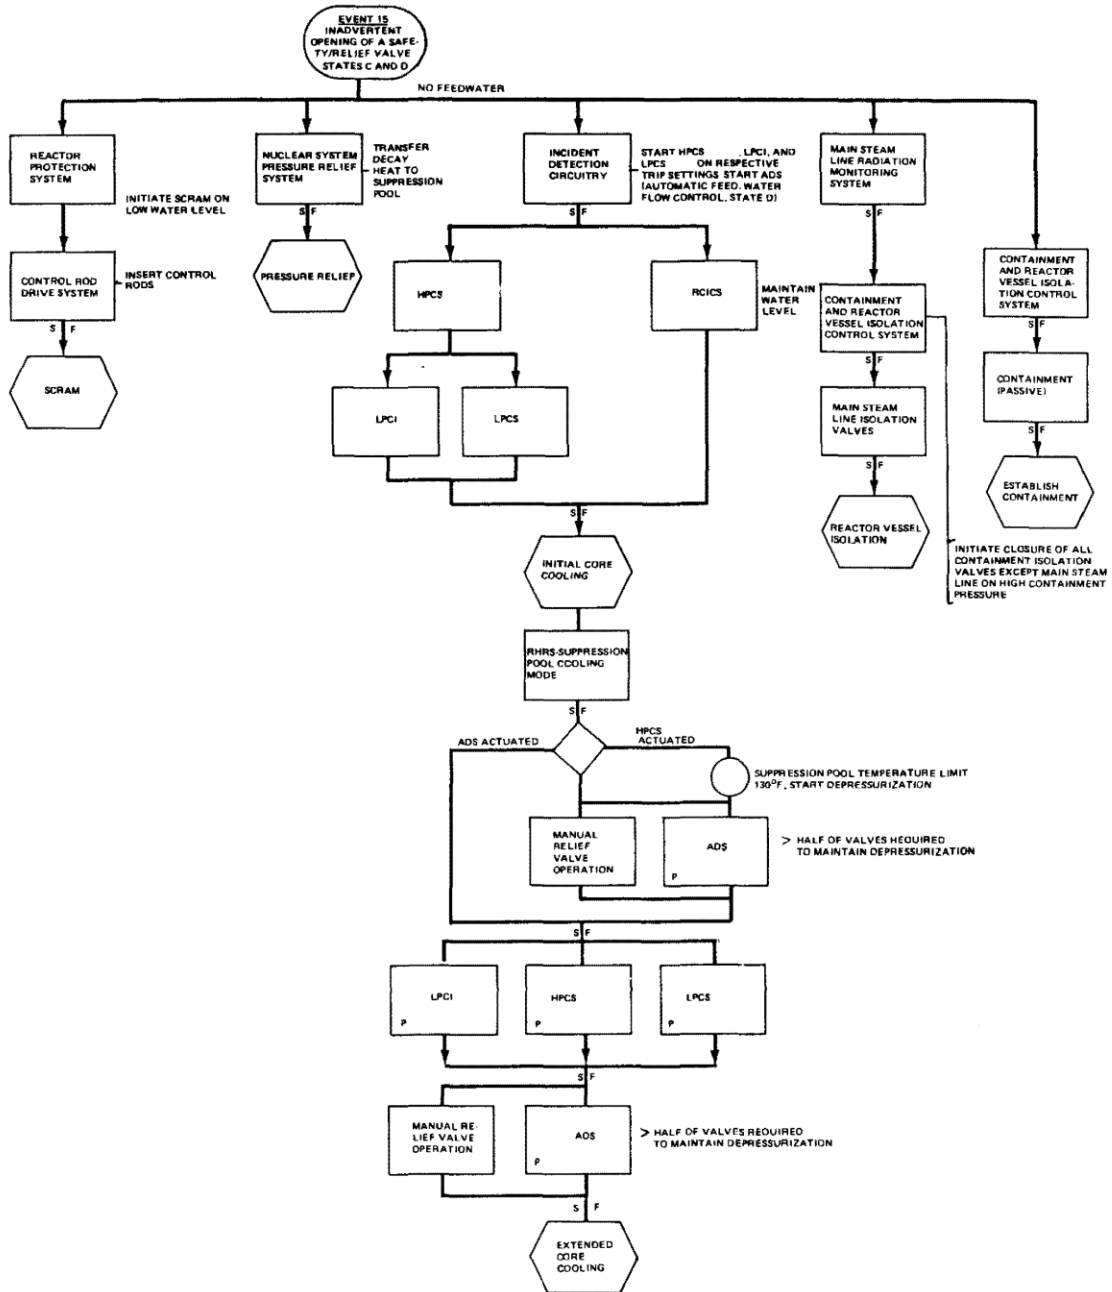 EVENT 15
INADVERTENT
OPENING OF A SAFE-
TY/RELIEF VALVE
STATES C AND D
NO FEEDWATER
REACTOR
PROTECTION
SYSTEM
NUCLEAR SYSTEM
PRESSURE RELIEF
SYSTEM
TRANSFER
DECAY
HEAT TO
SUPPRESSION
POOL
INCIDENT
DETECTION
CIRCUITRY
START HPCS , LPCI, AND
LPCS ON RESPECTIVE
TRIP SETTINGS START ADS
(AUTOMATIC FEED. WATER
FLOW CONTROL, STATE D)
MAIN STEAM
LINE RADIATION
MONITORING
SYSTEM
S F
S F
S F
INITIATE SCRAM ON
LOW WATER LEVEL
CONTROL ROD
DRIVE SYSTEM
INSERT CONTROL
RODS
S F
SCRAM
PRESSURE RELIEF
HPCS
RCICS
MAINTAIN
WATER
LEVEL
CONTAINMENT
AND REACTOR
VESSEL ISOLATION
CONTROL SYSTEM
S F
CONTAINMENT
AND REACTOR
VESSEL ISOLA-
TION CONTROL
SYSTEM
S F
LPCI
LPCS
MAIN STEAM
LINE ISOLATION
VALVES
S F
CONTAINMENT
(PASSIVE)
S F
ESTABLISH
CONTAINMENT
REACTOR VESSEL
ISOLATION
INITIATE CLOSURE OF ALL
CONTAINMENT ISOLATION
VALVES EXCEPT MAIN STEAM
LINE ON HIGH CONTAINMENT
PRESSURE
S F
INITIAL CORE
COOLING
RHRS-SUPPRESSION
POOL CCOLING
MODE
S F
ADS ACTUATED
HPCS
ACTUATED
SUPPRESSION POOL TEMPERATURE LIMIT
130°F, START DEPRESSURIZATION
MANUAL
RELIEF
VALVE
OPERATION
ADS
P
> HALF OF VALVES REQUIRED
TO MAINTAIN DEPRESSURIZATION
S F
LPCI
P
HPCS
P
LPCS
P
S F
MANUAL RE-
LIEF VALVE
OPERATION
ADS
P
> HALF OF VALVES REQUIRED
TO MAINTAIN DEPRESSURIZATION
S F
EXTENDED
CORE
COOLING